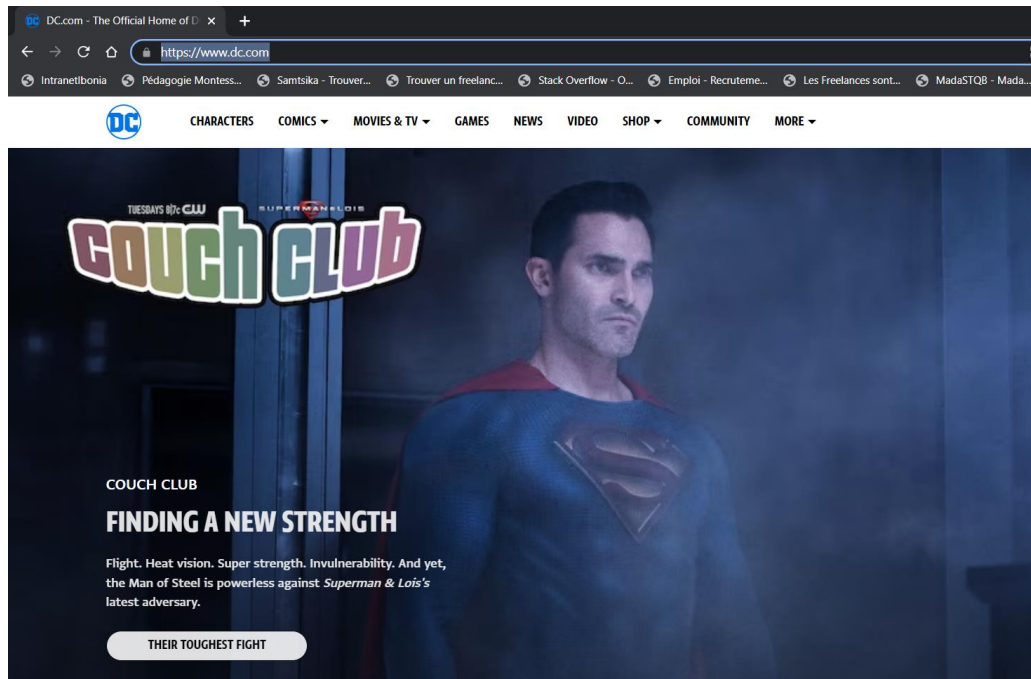 DC DC.com - The Official Home of D
https://www.dc.com
IntranetIbonia Pédagogie Montess... Samtsika - Trouver... Trouver un freelanc... Stack Overflow - O... Emploi - Recruteme... Les Freelances sont... MadaSTQB - Mada...
DC CHARACTERS COMICS MOVIES & TV GAMES NEWS VIDEO SHOP COMMUNITY MORE
TUESDAYS 8|7c CW SUPERMAN & LOIS
COUCH CLUB
COUCH CLUB
FINDING A NEW STRENGTH
Flight. Heat vision. Super strength. Invulnerability. And yet,
the Man of Steel is powerless against Superman & Lois's
latest adversary.
THEIR TOUGHEST FIGHT